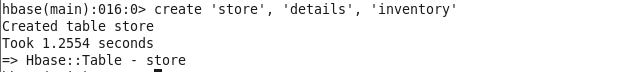 hbase(main):016:0> create 'store', 'details', 'inventory'
Created table store
Took 1.2554 seconds
=> Hbase::Table - store